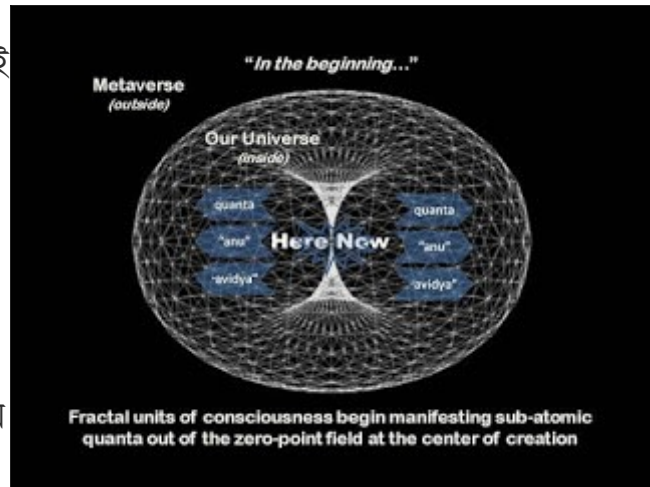 “In the beginning...”
Metaverse
(outside)
Our Universe
(inside)
quanta
quanta
"anu"
Here Now
"anu"
"avidya"
"avidya"
Fractal units of consciousness begin manifesting sub-atomic
quanta out of the zero-point field at the center of creation